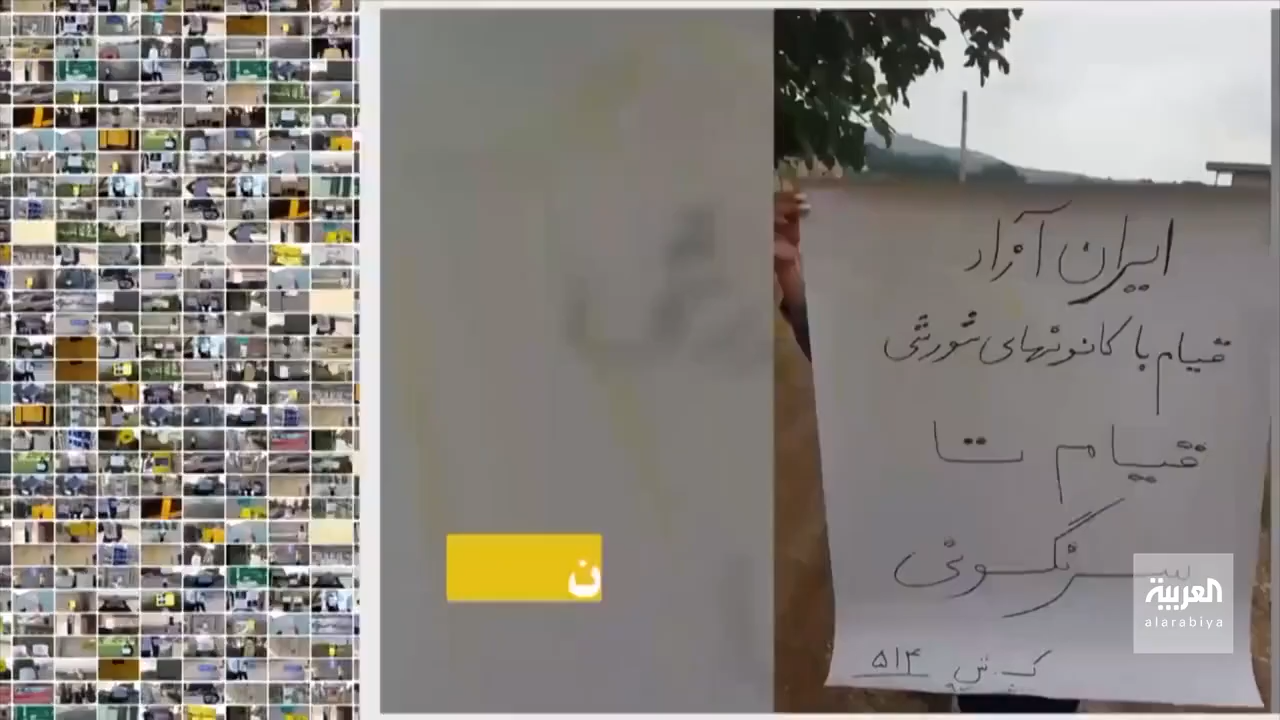 ایران آزاد
قیام با کانونهای شورشی
قیام تا
سرنگونی
ک ش ۵۱۴
ن
العربية
alarabiya